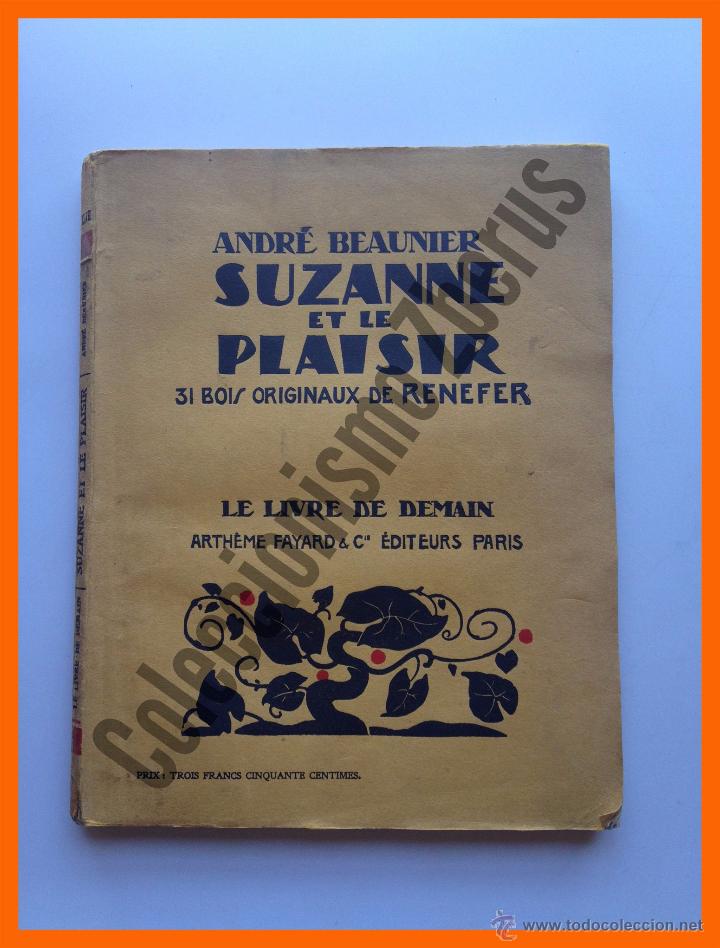 ANDRÉ BEAUNIER
SUZANNE
ET LE
PLAISIR
31 BOIS ORIGINAUX DE RENEFER
LE LIVRE DE DEMAIN
ARTHÈME FAYARD & Cie ÉDITEURS PARIS
PRIX : TROIS FRANCS CINQUANTE CENTIMES.
LE LIVRE DE DEMAIN | SUZANNE ET LE PLAISIR | ANDRÉ BEAUNIER
Coleccionismo Zberus
© todocoleccion
www.todocoleccion.net